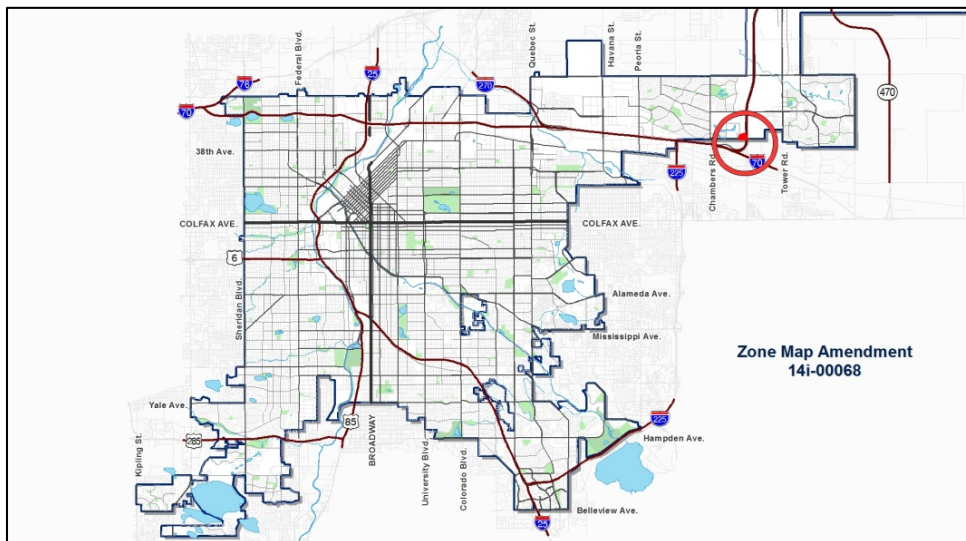 Federal Blvd.
Quebec St.
Havana St.
Peoria St.
25
76
270
70
470
38th Ave.
225
Chambers Rd.
70
Tower Rd.
COLFAX AVE.
COLFAX AVE.
6
Sheridan Blvd.
Alameda Ave.
Mississippi Ave.
Zone Map Amendment
14i-00068
Yale Ave.
85
225
285
Kipling St.
BROADWAY
University Blvd.
Colorado Blvd.
Hampden Ave.
Belleview Ave.
25